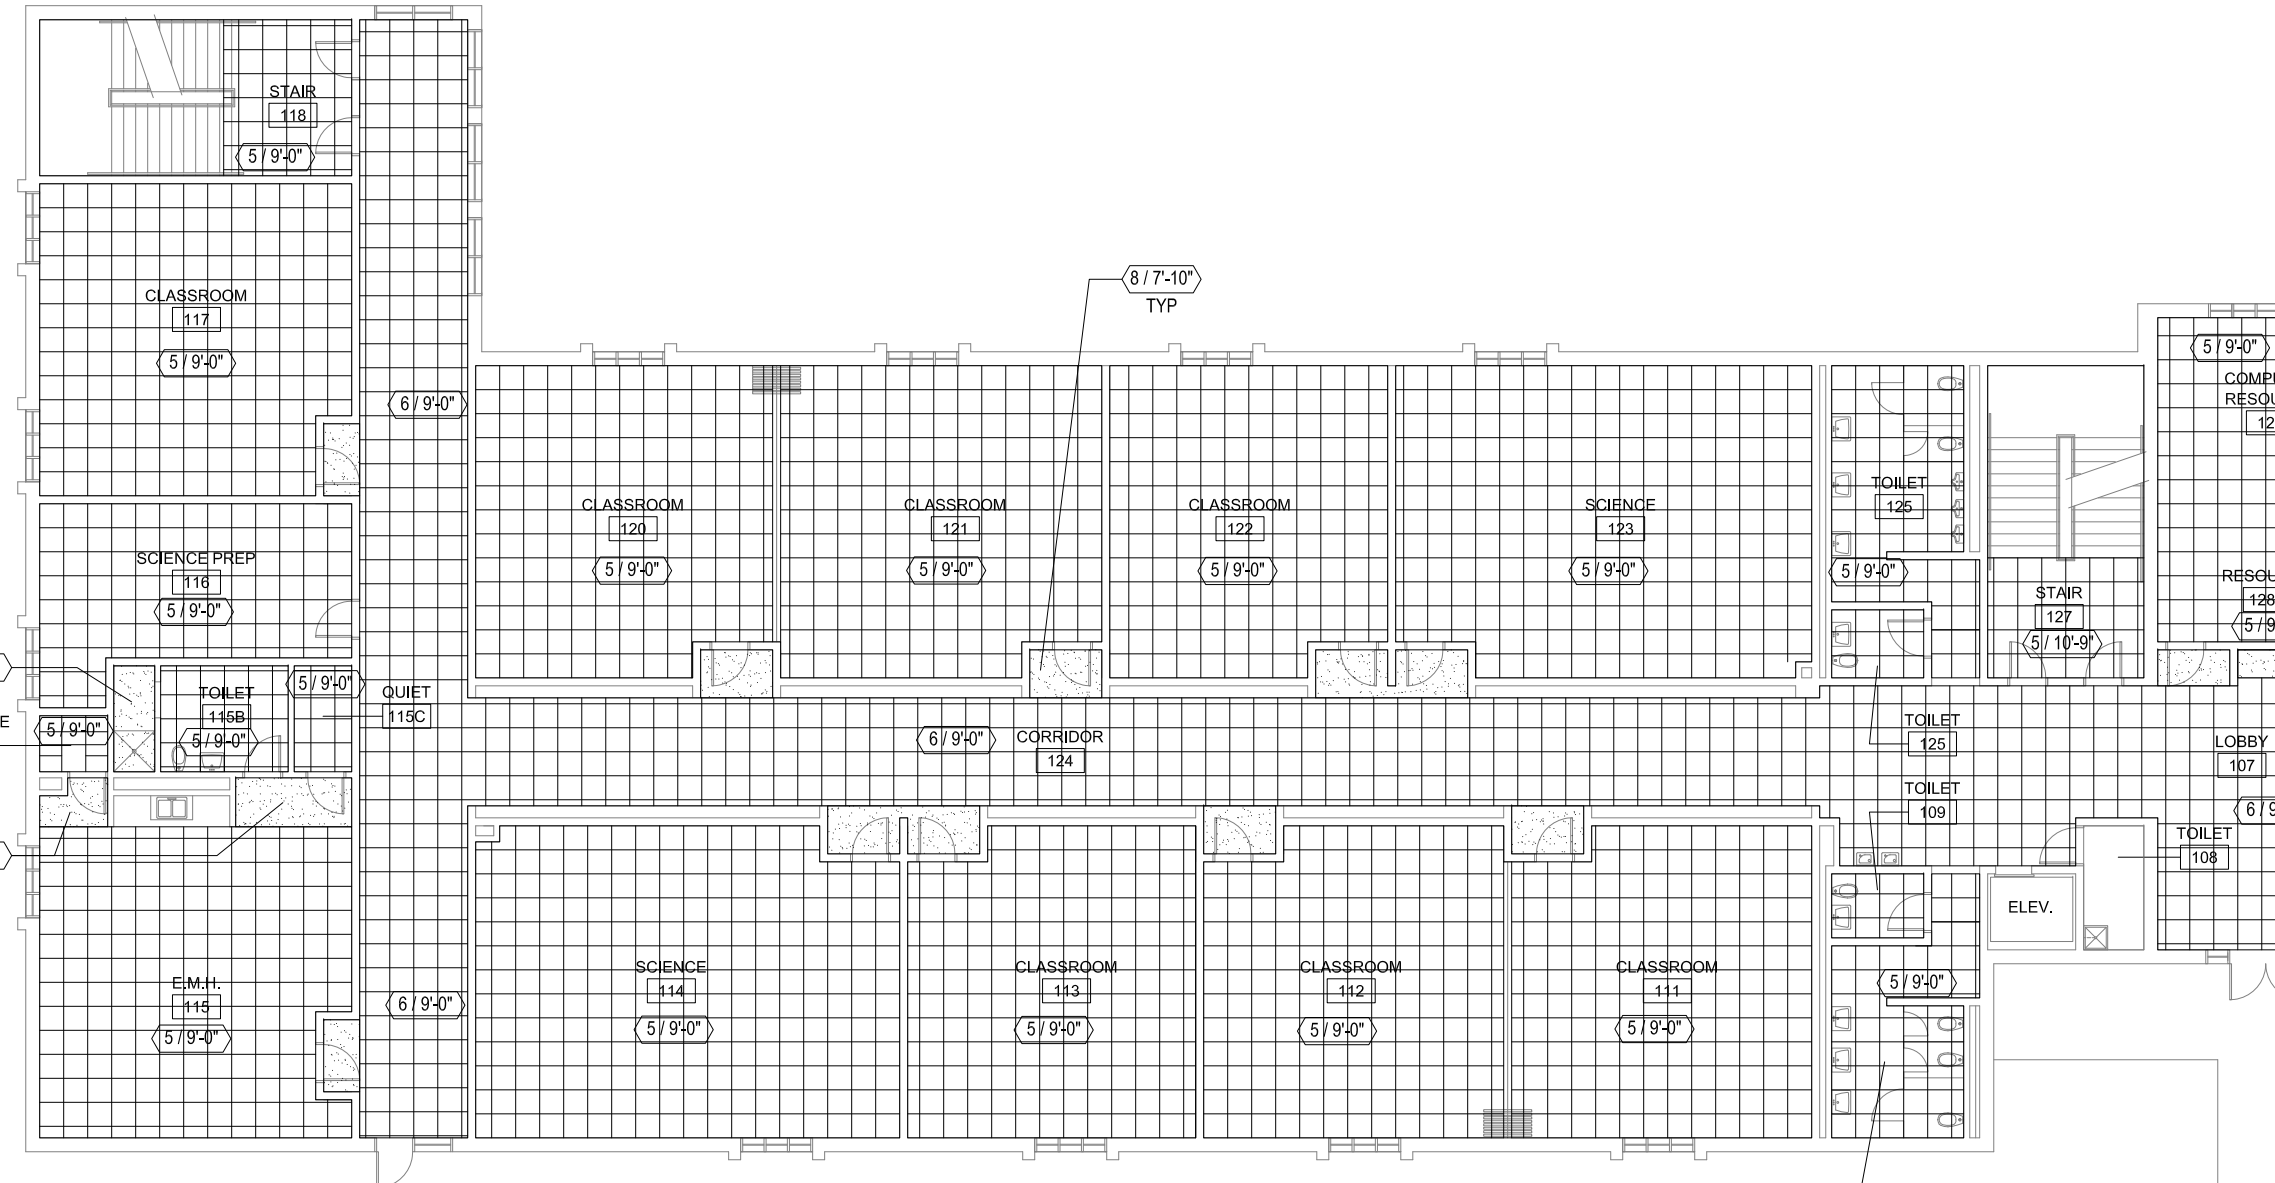 STAIR
118
5 / 9'-0"
CLASSROOM
117
5 / 9'-0"
6 / 9'-0"
8 / 7'-10"
TYP
5 / 9'-0"
CLASSROOM
120
5 / 9'-0"
CLASSROOM
121
5 / 9'-0"
CLASSROOM
122
5 / 9'-0"
SCIENCE
123
5 / 9'-0"
TOILET
125
5 / 9'-0"
STAIR
127
5 / 10'-9"
128
SCIENCE PREP
116
5 / 9'-0"
5 / 9'-0"
TOILET
115B
5 / 9'-0"
5 / 9'-0"
QUIET
115C
6 / 9'-0"
CORRIDOR
124
TOILET
125
LOBBY
107
TOILET
109
TOILET
108
ELEV.
E.M.H.
115
5 / 9'-0"
6 / 9'-0"
SCIENCE
114
5 / 9'-0"
CLASSROOM
113
5 / 9'-0"
CLASSROOM
112
5 / 9'-0"
CLASSROOM
111
5 / 9'-0"
5 / 9'-0"